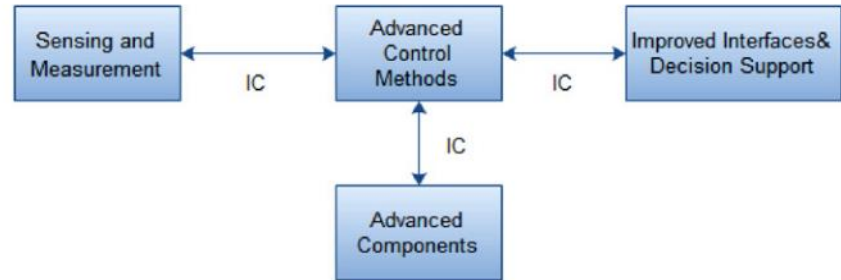 Sensing and
Measurement
IC
Advanced
Control
Methods
IC
Improved Interfaces&
Decision Support
IC
Advanced
Components